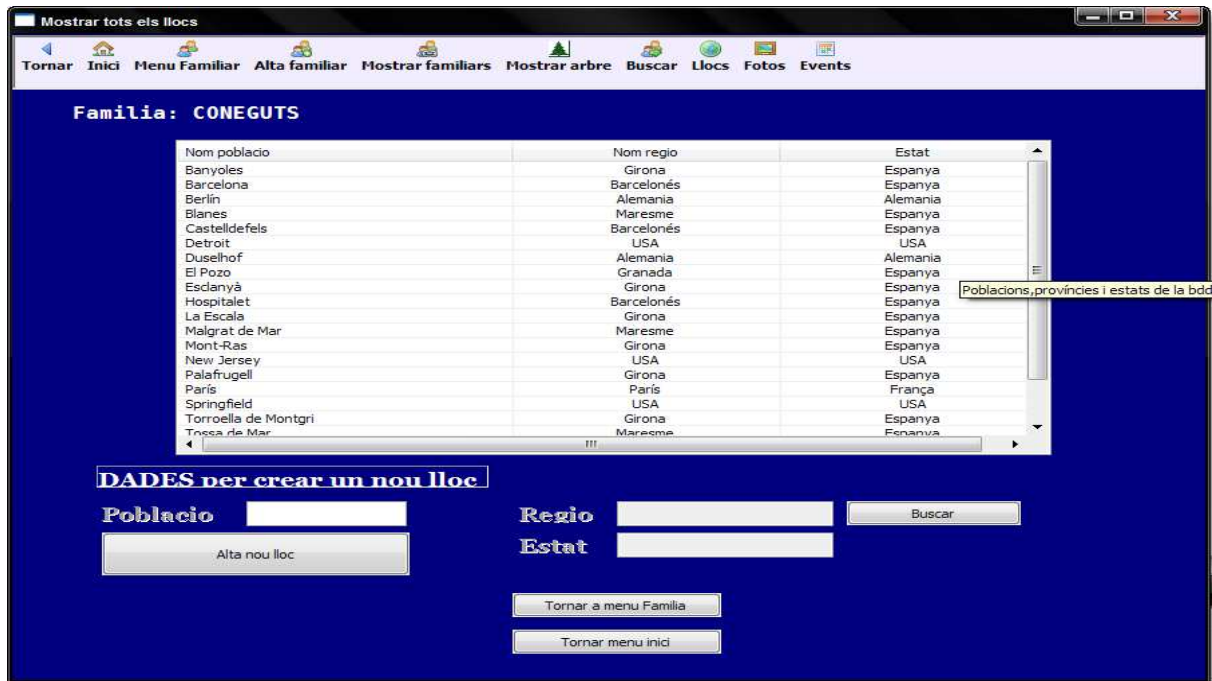 Mostrar tots els llocs
Tornar Inici Menu Familiar Alta familiar Mostrar familiars Mostrar arbre Buscar Llocs Fotos Events
Familia: CONEGUTS
Nom poblacio Nom regio Estat
Banyoles Girona Espanya
Barcelona Barcelonés Espanya
Berlín Alemania Alemania
Blanes Maresme Espanya
Castelldefels Barcelonés Espanya
Detroit USA USA
Duselhof Alemania Alemania
El Pozo Granada Espanya
Esclanyà Girona Espanya
Poblacions,províncies i estats de la bdd
Hospitalet Barcelonés Espanya
La Escala Girona Espanya
Malgrat de Mar Maresme Espanya
Mont-Ras Girona Espanya
New Jersey USA USA
Palafrugell Girona Espanya
París París França
Springfield USA USA
Torroella de Montgri Girona Espanya
Tossa de Mar Maresme Espanya
DADES per crear un nou lloc
Poblacio Regio Buscar
Alta nou lloc Estat
Tornar a menu Familia
Tornar menu inici